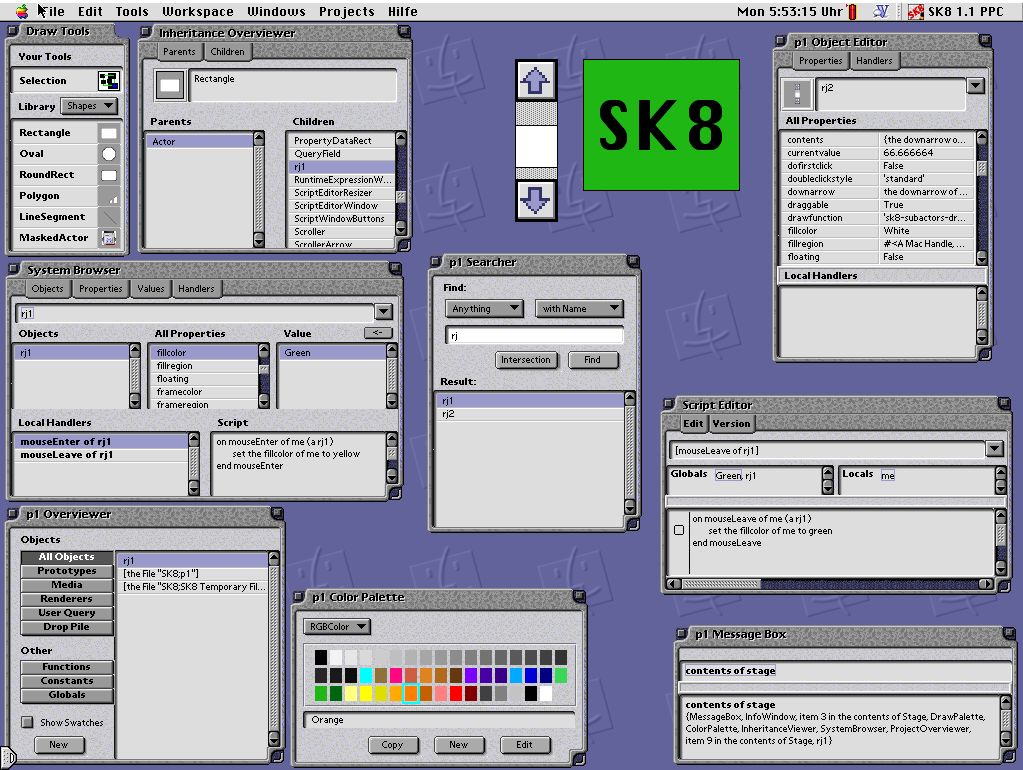 File Edit Tools Workspace Windows Projects Hilfe Mon 5:53:15 Uhr SK8 1.1 PPC
Draw Tools
Your Tools
Selection
Library Shapes
Rectangle
Oval
RoundRect
Polygon
LineSegment
MaskedActor
Inheritance Overviewer
Parents Children
Rectangle
Parents Children
Actor
PropertyDataRect
QueryField
rj1
RuntimeExpressionW...
ScriptEditorResizer
ScriptEditorWindow
ScriptWindowButtons
Scroller
ScrollerArrow
SK8
p1 Object Editor
Properties Handlers
rj2
All Properties
contents {the downarrow o...
currentvalue 66.666664
dofirstclick False
doubleclickstyle 'standard'
downarrow the downarrow of ...
draggable True
drawfunction 'sk8-subactors-dr...
fillcolor White
fillregion #<A Mac Handle, ...
floating False
Local Handlers
System Browser
Objects Properties Values Handlers
rj1
Objects All Properties Value <-
rj1
fillcolor
fillregion
floating
framecolor
frameregion
Green
Local Handlers Script
mouseEnter of rj1
mouseLeave of rj1
on mouseEnter of me (a rj1)
set the fillcolor of me to yellow
end mouseEnter
p1 Searcher
Find:
Anything with Name
rj
Intersection Find
Result:
rj1
rj2
Script Editor
Edit Version
[mouseLeave of rj1]
Globals Green, rj1 Locals me
on mouseLeave of me (a rj1)
set the fillcolor of me to green
end mouseLeave
p1 Overviewer
Objects
All Objects
Prototypes
Media
Renderers
User Query
Drop Pile
Other
Functions
Constants
Globals
Show Swatches
New
rj1
[the File "SK8;p1"]
[the File "SK8;SK8 Temporary Fil...
p1 Color Palette
RGBColor
Orange
Copy New Edit
p1 Message Box
contents of stage
contents of stage
{MessageBox, InfoWindow, item 3 in the contents of Stage, DrawPalette,
ColorPalette, InheritanceViewer, SystemBrowser, ProjectOverviewer,
item 9 in the contents of Stage, rj1}